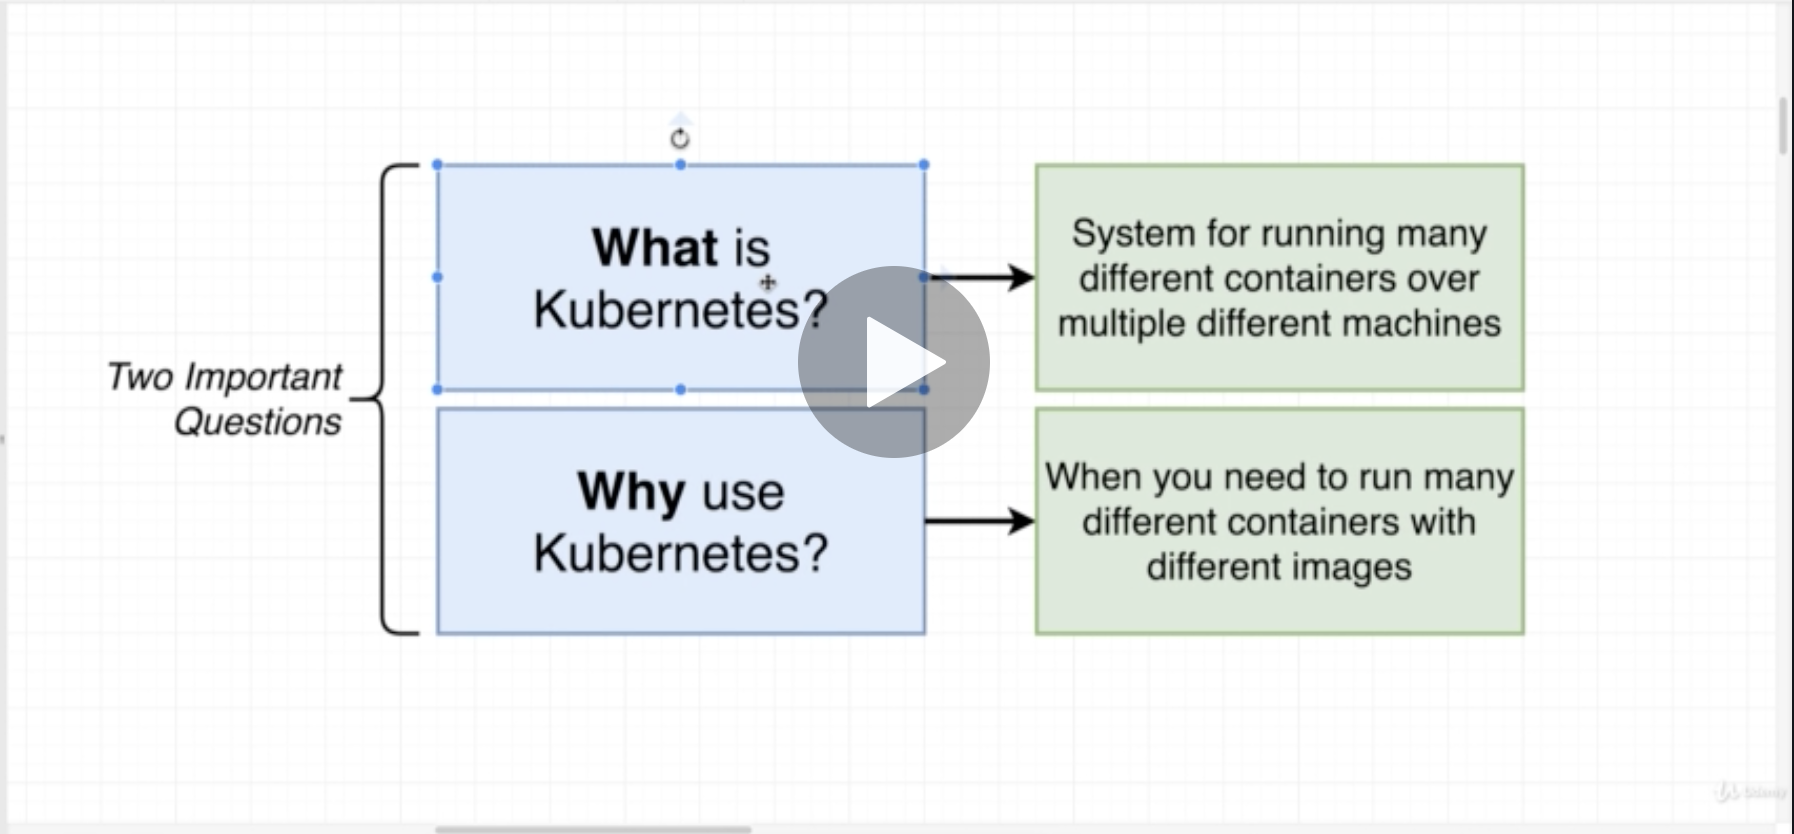 What is
Kubernetes?
System for running many
different containers over
multiple different machines
Two Important
Questions
Why use
Kubernetes?
When you need to run many
different containers with
different images
Udemy